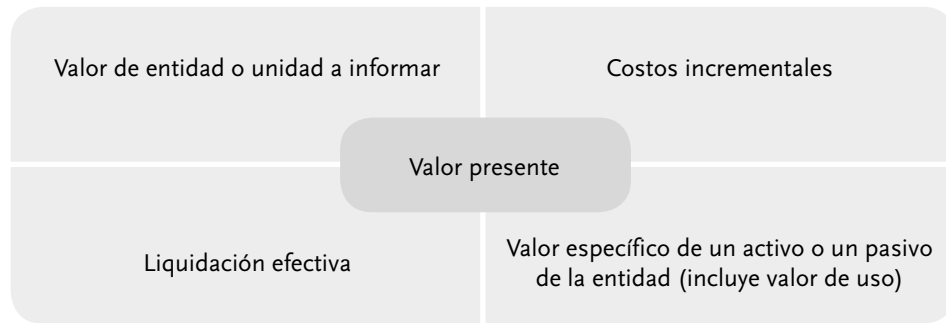 Valor de entidad o unidad a informar
Costos incrementales
Valor presente
Liquidación efectiva
Valor específico de un activo o un pasivo
de la entidad (incluye valor de uso)